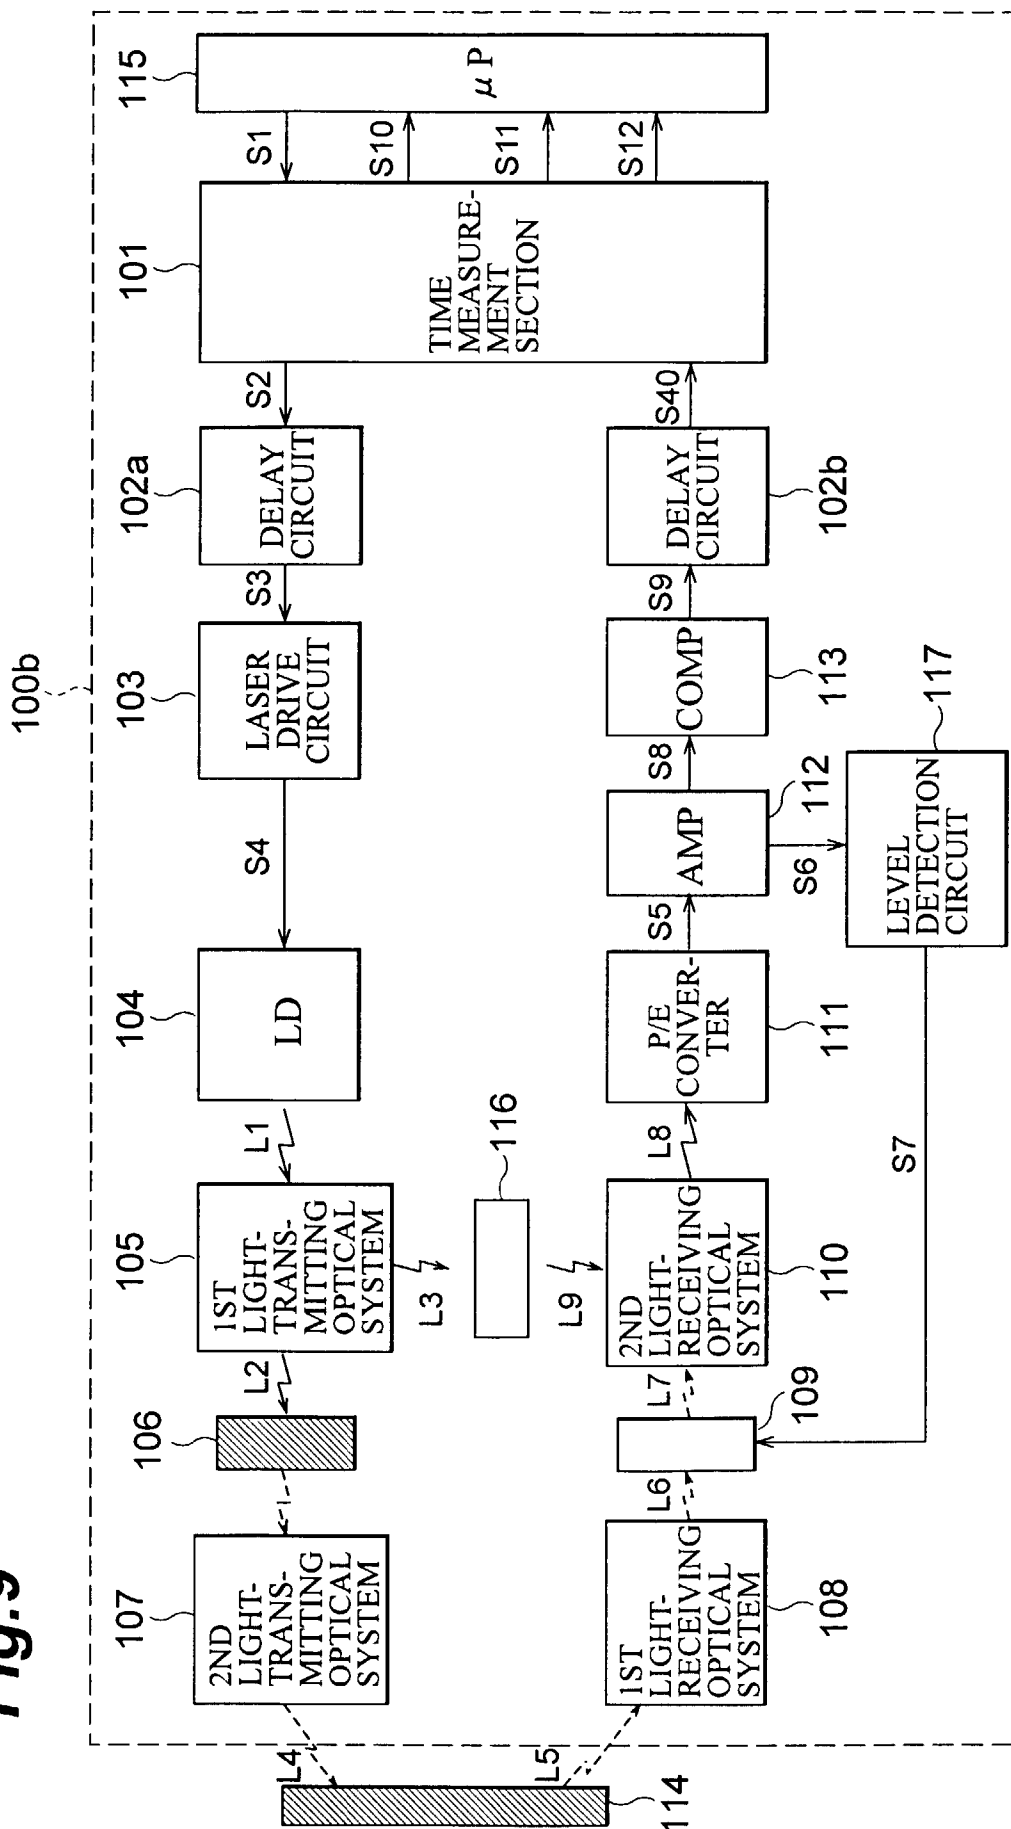 Fig.9
100b
107
2ND
LIGHT-
TRANS-
MITTING
OPTICAL
SYSTEM
106
L2
105
1ST
LIGHT-
TRANS-
MITTING
OPTICAL
SYSTEM
L1
104
LD
S4
103
LASER
DRIVE
CIRCUIT
S3
102a
DELAY
CIRCUIT
S2
101
TIME
MEASURE-
MENT
SECTION
S1
S10
S11
S12
115
μP
L4
L5
114
L3
116
L9
108
1ST
LIGHT-
RECEIVING
OPTICAL
SYSTEM
L6
109
L7
110
2ND
LIGHT-
RECEIVING
OPTICAL
SYSTEM
L8
111
P/E
CONVER-
TER
S5
AMP
112
S8
COMP
113
S9
DELAY
CIRCUIT
102b
S40
S6
S7
LEVEL
DETECTION
CIRCUIT
117